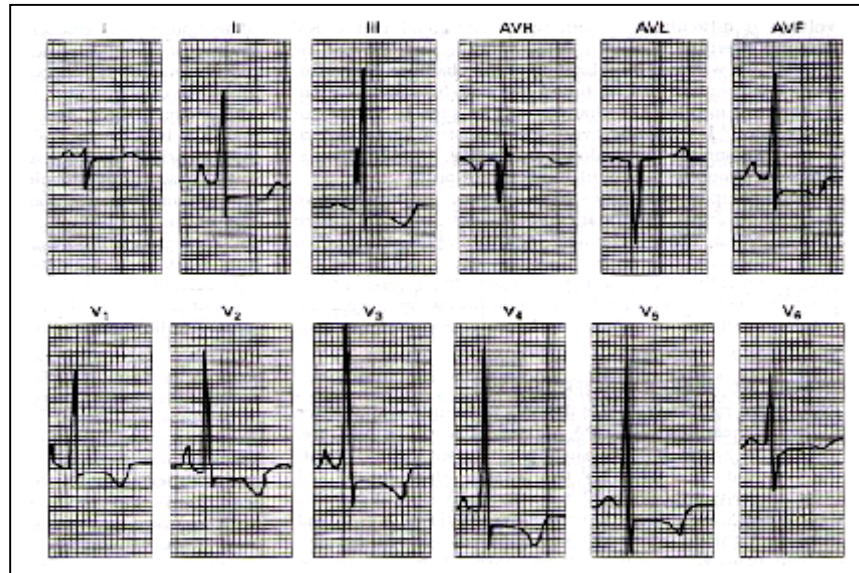 I II III AVR AVL AVF
V₁ V₂ V₃ V₄ V₅ V₆